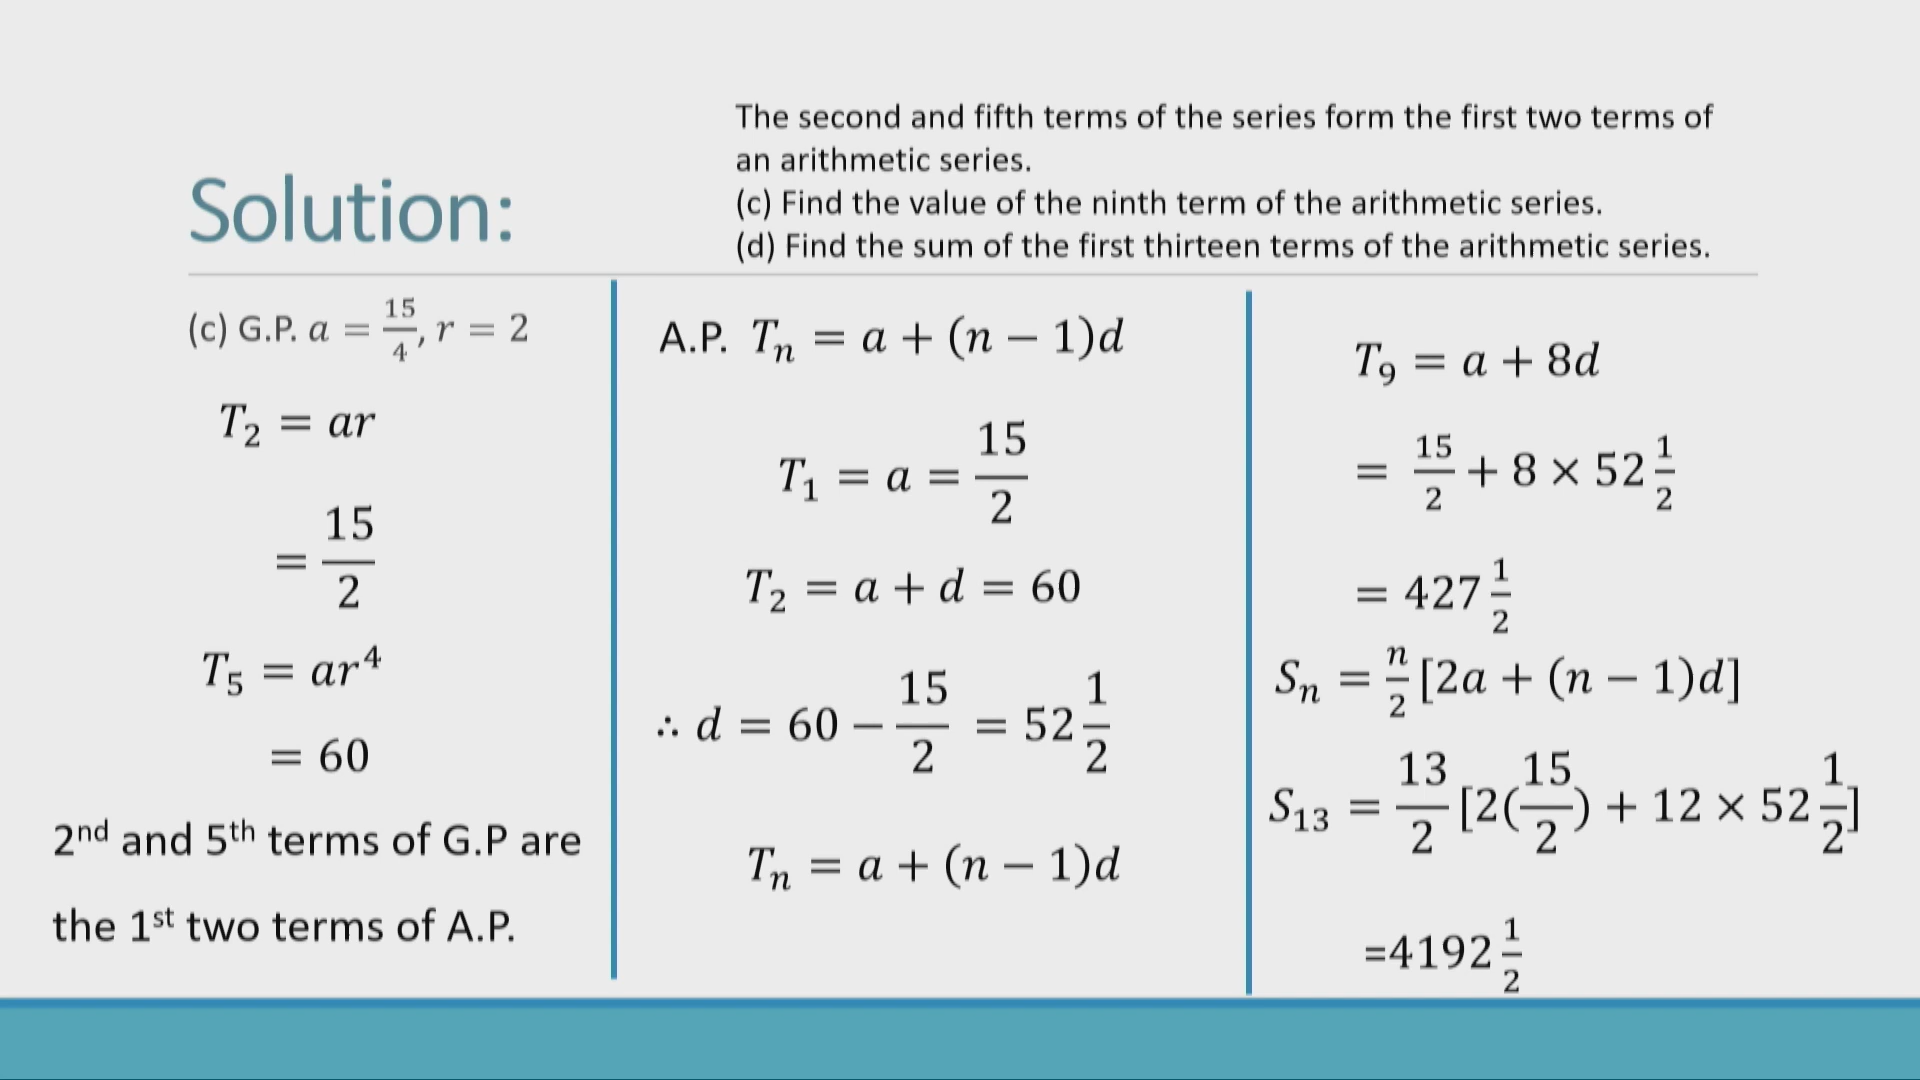 The second and fifth terms of the series form the first two terms of
an arithmetic series.
(c) Find the value of the ninth term of the arithmetic series.
(d) Find the sum of the first thirteen terms of the arithmetic series.
Solution:
(c) G.P. a = 15/4, r = 2
T₂ = ar
= 15/2
T₅ = ar⁴
= 60
2nd and 5th terms of G.P are
the 1st two terms of A.P.
A.P. Tₙ = a + (n − 1)d
T₁ = a = 15/2
T₂ = a + d = 60
∴ d = 60 − 15/2 = 52 1/2
Tₙ = a + (n − 1)d
T₉ = a + 8d
= 15/2 + 8 × 52 1/2
= 427 1/2
Sₙ = n/2 [2a + (n − 1)d]
S₁₃ = 13/2 [2(15/2) + 12 × 52 1/2]
=4192 1/2